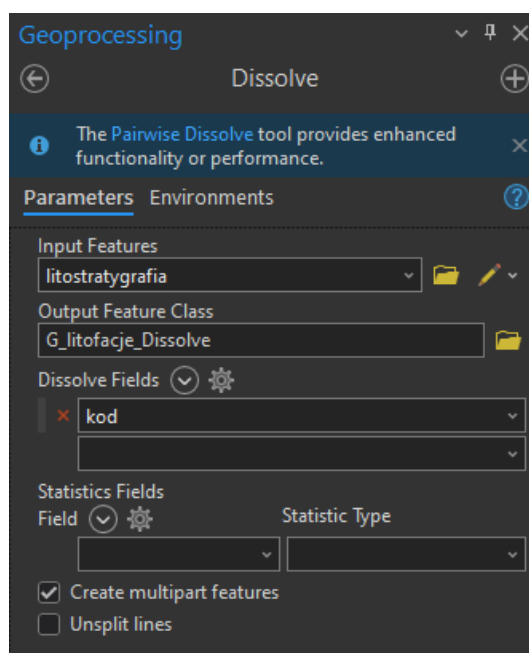 Geoprocessing
Dissolve
The Pairwise Dissolve tool provides enhanced
functionality or performance.
Parameters Environments
Input Features
litostratygrafia
Output Feature Class
G_litofacje_Dissolve
Dissolve Fields
kod
Statistics Fields
Field Statistic Type
Create multipart features
Unsplit lines